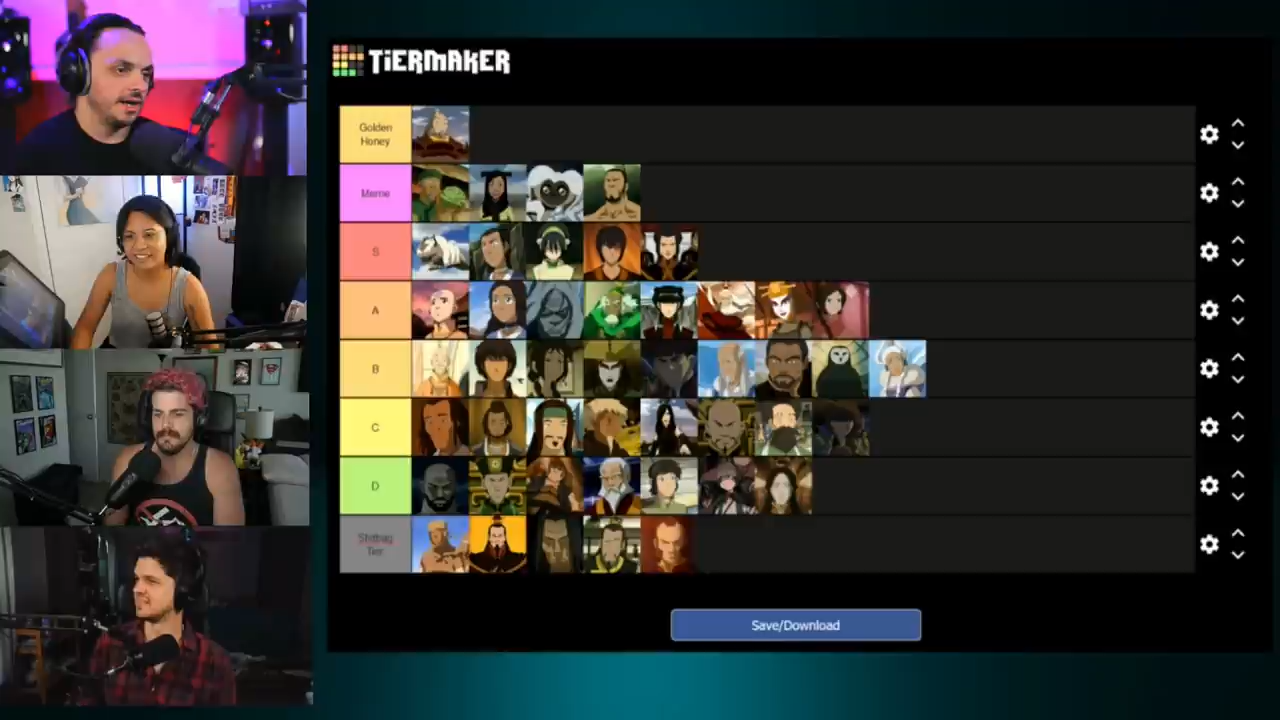 TiERMAKER
Golden
Honey
Meme
S
A
B
C
D
Shitbag
Tier
Save/Download